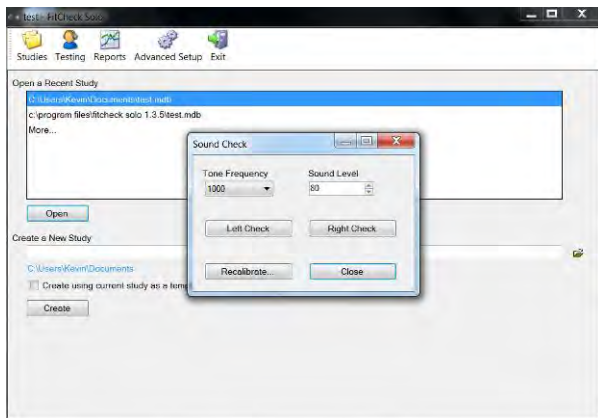 test - FitCheck Solo
Studies Testing Reports Advanced Setup Exit
Open a Recent Study
C:\Users\Kevin\Documents\test.mdb
c:\program files\fitcheck solo 1.3.5\test.mdb
More...
Open
Sound Check
Tone Frequency Sound Level
1000 80
Left Check Right Check
Recalibrate... Close
Create a New Study
C:\Users\Kevin\Documents
Create using current study as a temp
Create